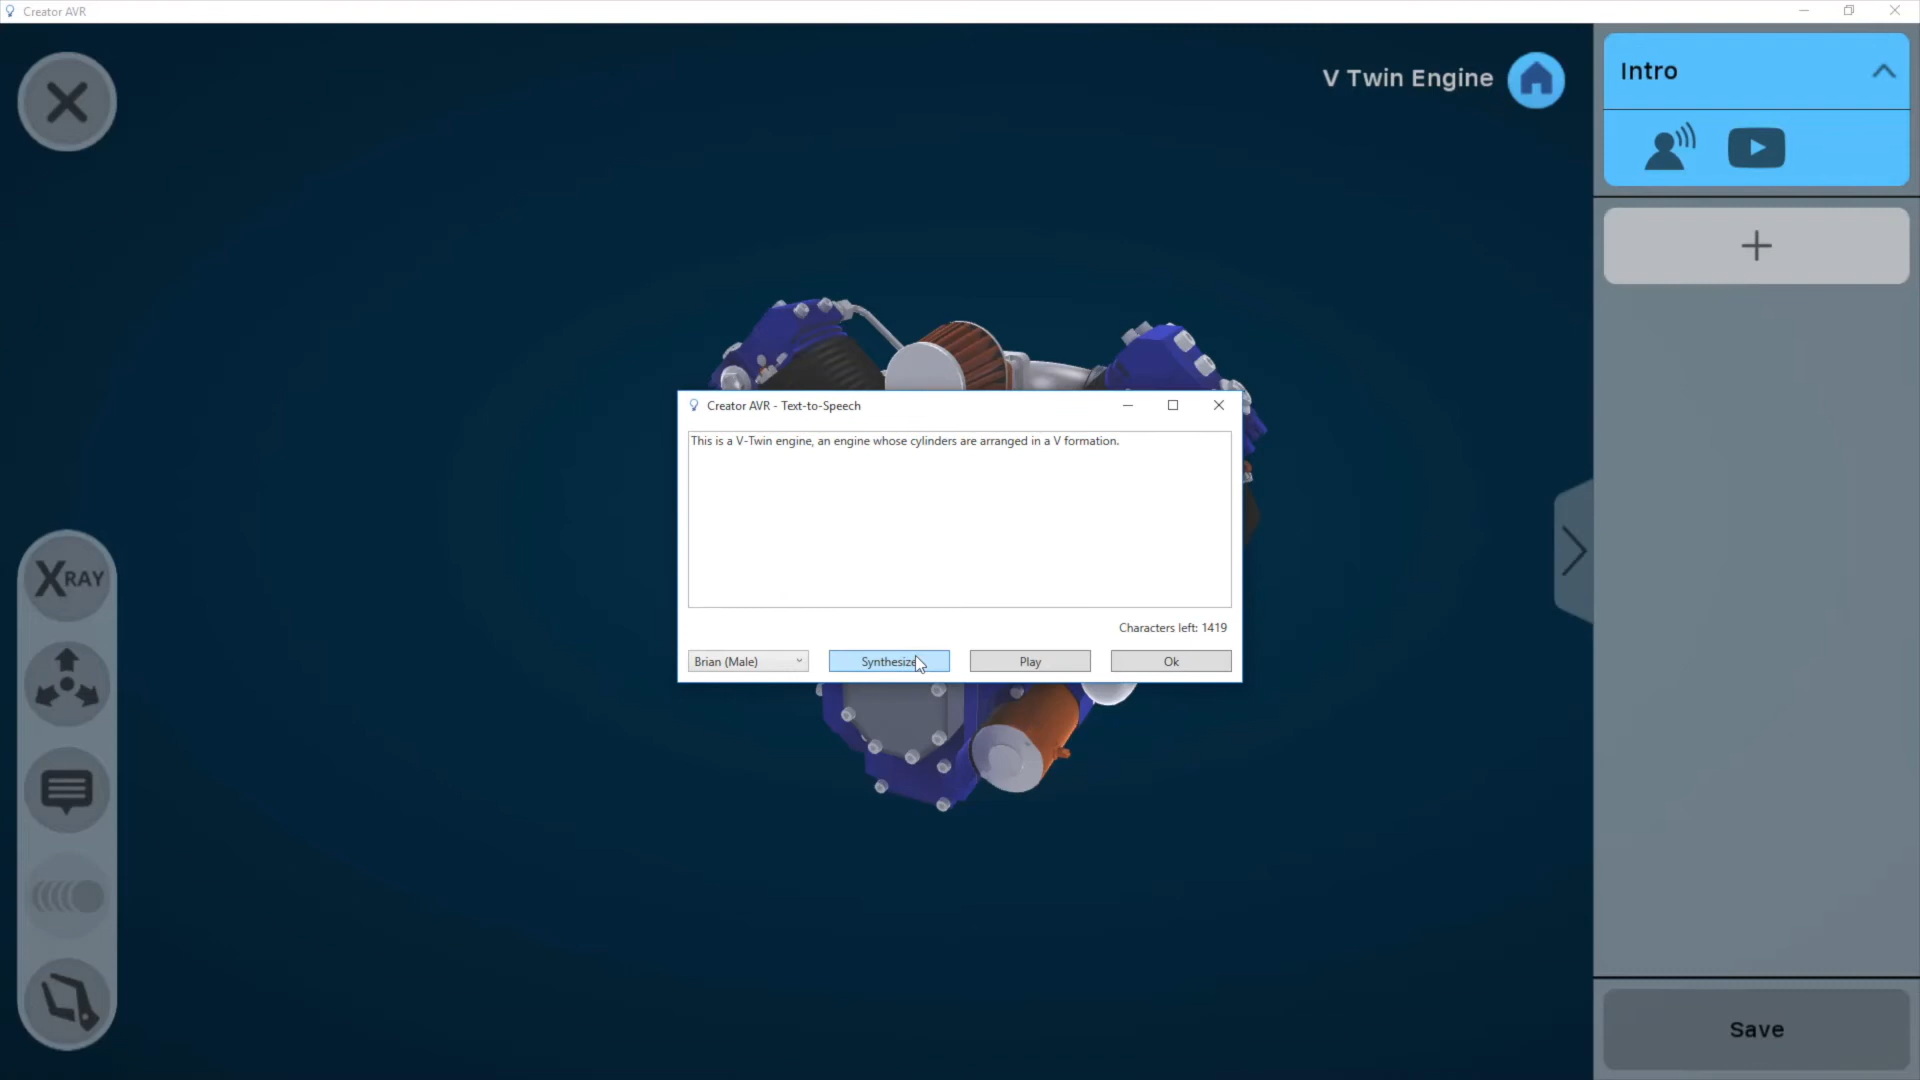 Creator AVR
V Twin Engine
Intro
XRAY
Creator AVR - Text-to-Speech
This is a V-Twin engine, an engine whose cylinders are arranged in a V formation.
Characters left: 1419
Brian (Male)
Synthesize
Play
Ok
Save